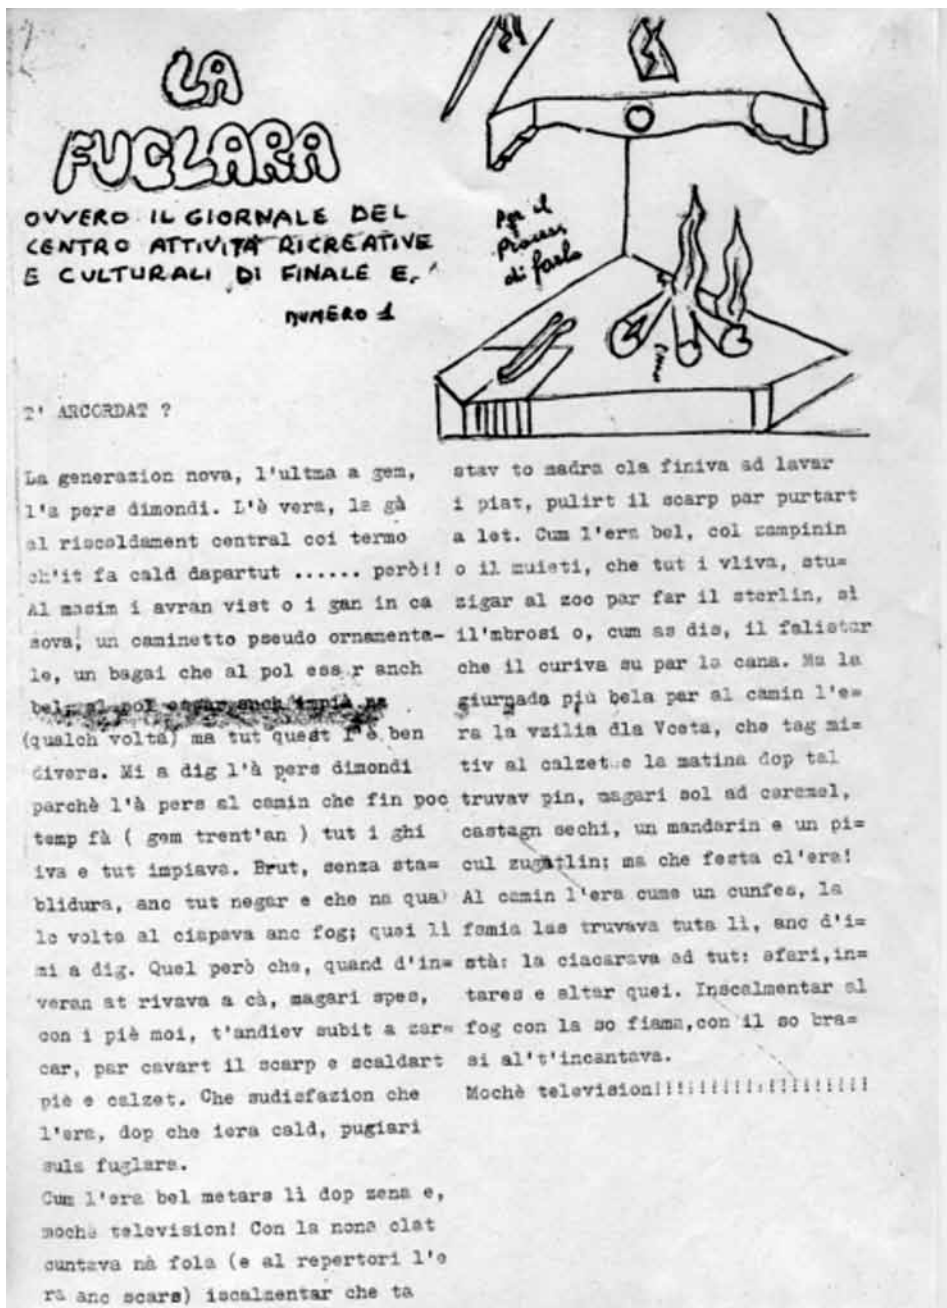 LA
FUCLARA
OVVERO IL GIORNALE DEL
CENTRO ATTIVITÀ RICREATIVE
E CULTURALI DI FINALE E.
NUMERO 1
Per il
di farlo
T' ARCORDAT ?
La generazion nova, l'ultma a gem,
l'a pers dimondi. L'è vera, la gà
al riscoldament central coi termo
ch'it fa cald dapartut ...... però!!
Al masim i avran vist o i gan in ca
nova, un caminetto pseudo ornamenta-
le, un bagai che al pol ess r anch
bel
(qualch volta) ma tut quest l'è ben
divers. Mi a dig l'à pers dimondi
parchè l'à pers al camin che fin poc
temp fà ( gem trent'an ) tut i ghi
iva e tut impiava. Brut, senza sta=
blidura, anc tut negar e che na qual
le volta al ciapava anc fog; quei li
mi a dig. Quel però che, quand d'in=
veran at rivava a cà, magari spes,
con i piè moi, t'andiev subit a zar=
car, par cavart il scarp e scaldart
piè e calzet. Che sudisfazion che
l'era, dop che iera cald, pugiari
sula fuglara.
Cum l'era bel metars li dop zena e,
mochè television! Con la nona clat
cuntava nà fola (e al repertori l'e
ra anc scars) iscalmentar che ta
stav to madra cla finiva ad lavar
i piat, pulirt il scarp par purtart
a let. Cum l'era bel, col zampinin
o il muieti, che tut i vliva, stu=
zigar al zoc par far il sterlin, si
il'mbrosi o, cum as dis, il falistar
che il curiva su par la cana. Ma la
giurnada più bela par al camin l'e=
ra la vzilia dla Vceta, che tag mi=
tiv al calzet e la matina dop tal
truvav pin, magari sol ad caramel,
castagn sechi, un mandarin e un pi=
cul zugatlin; ma che festa cl'era!
Al camin l'era cume un cunfes, la
famia las truvava tuta lì, anc d'i=
stà: la ciacarava ad tut: afari,in=
tares e altar quei. Inscalmentar al
fog con la so fiama,con il so bra=
si al't'incantava.
Mochè television!!!!!!!!!!!!!!!!!!!!!